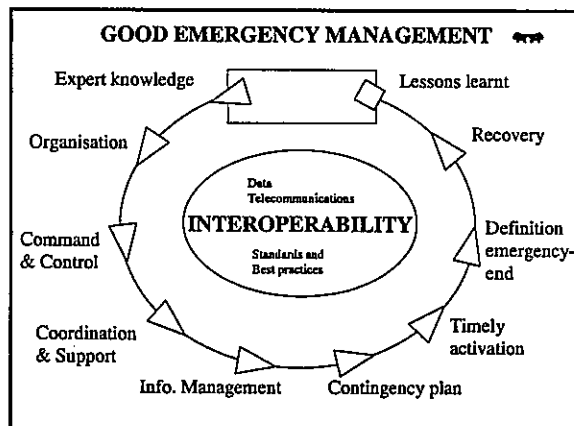 GOOD EMERGENCY MANAGEMENT
Expert knowledge
Lessons learnt
Organisation
Recovery
Data
Telecommunications
INTEROPERABILITY
Standards and
Best practices
Command
& Control
Definition
emergency-
end
Coordination
& Support
Timely
activation
Info. Management
Contingency plan